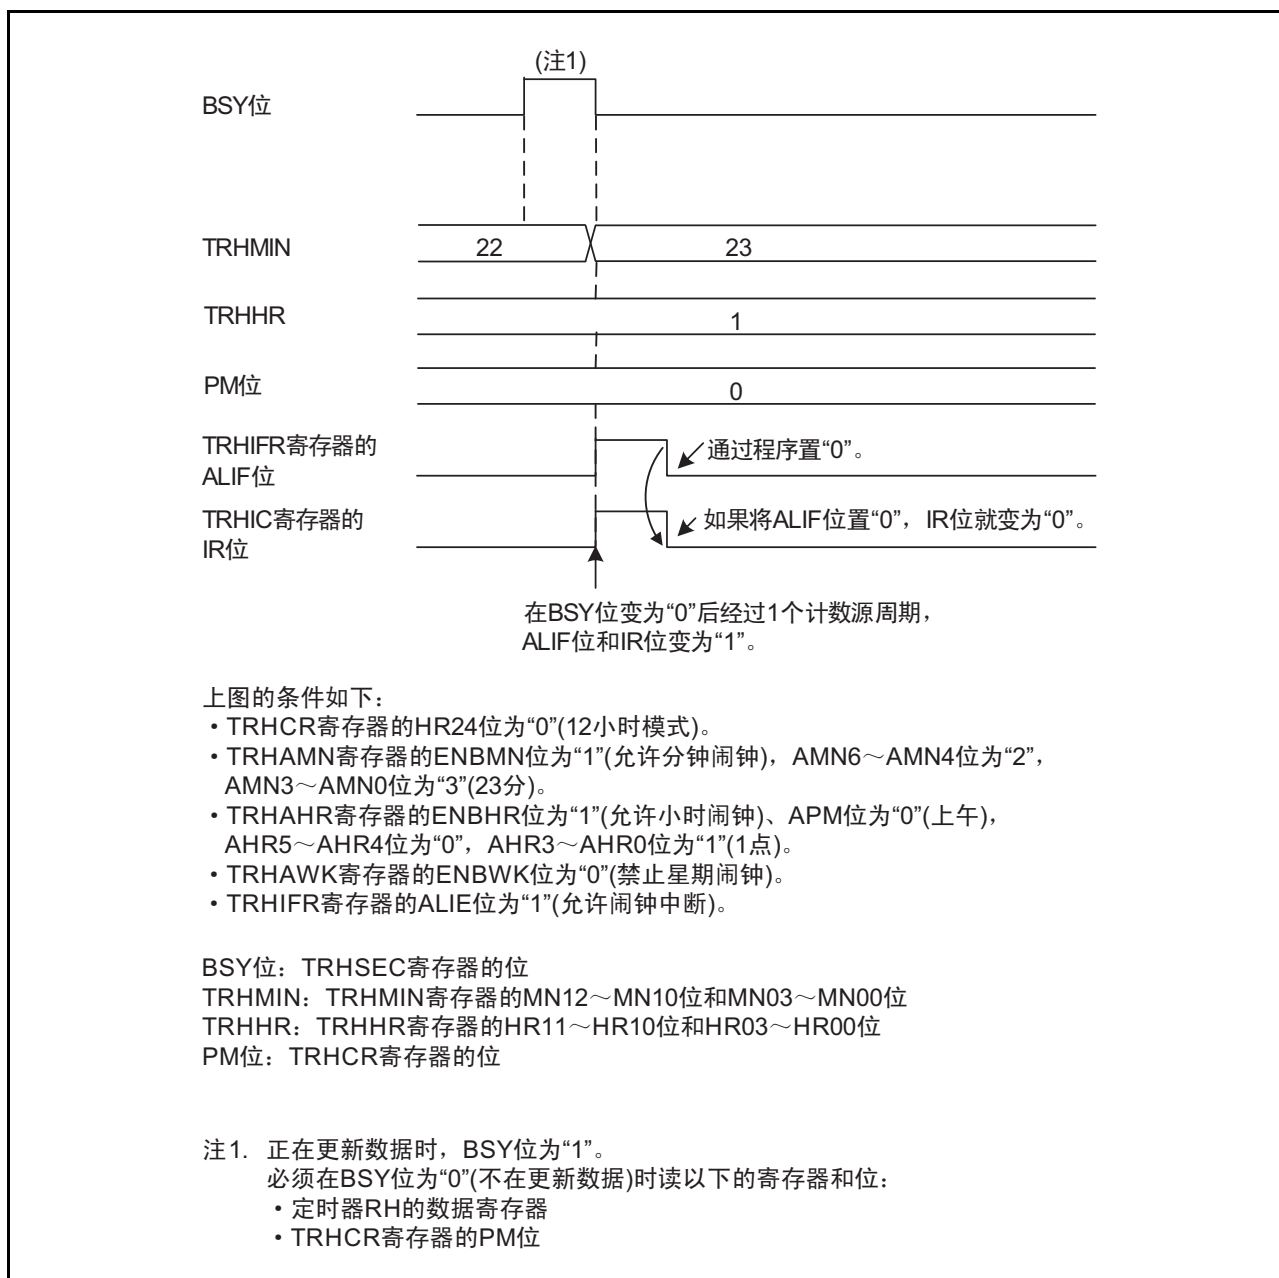 (注1)
BSY位
TRHMIN
22
23
TRHHR
1
PM位
0
TRHIFR寄存器的
ALIF位
通过程序置“0”。
TRHIC寄存器的
IR位
如果将ALIF位置“0”，IR位就变为“0”。
在BSY位变为“0”后经过1个计数源周期，
ALIF位和IR位变为“1”。
上图的条件如下：
・TRHCR寄存器的HR24位为“0”(12小时模式)。
・TRHAMN寄存器的ENBMN位为“1”(允许分钟闹钟)，AMN6～AMN4位为“2”，
AMN3～AMN0位为“3”(23分)。
・TRHAHR寄存器的ENBHR位为“1”(允许小时闹钟)、APM位为“0”(上午)，
AHR5～AHR4位为“0”，AHR3～AHR0位为“1”(1点)。
・TRHAWK寄存器的ENBWK位为“0”(禁止星期闹钟)。
・TRHIFR寄存器的ALIE位为“1”(允许闹钟中断)。
BSY位：TRHSEC寄存器的位
TRHMIN：TRHMIN寄存器的MN12～MN10位和MN03～MN00位
TRHHR：TRHHR寄存器的HR11～HR10位和HR03～HR00位
PM位：TRHCR寄存器的位
注1. 正在更新数据时，BSY位为“1”。
必须在BSY位为“0”(不在更新数据)时读以下的寄存器和位：
・定时器RH的数据寄存器
・TRHCR寄存器的PM位